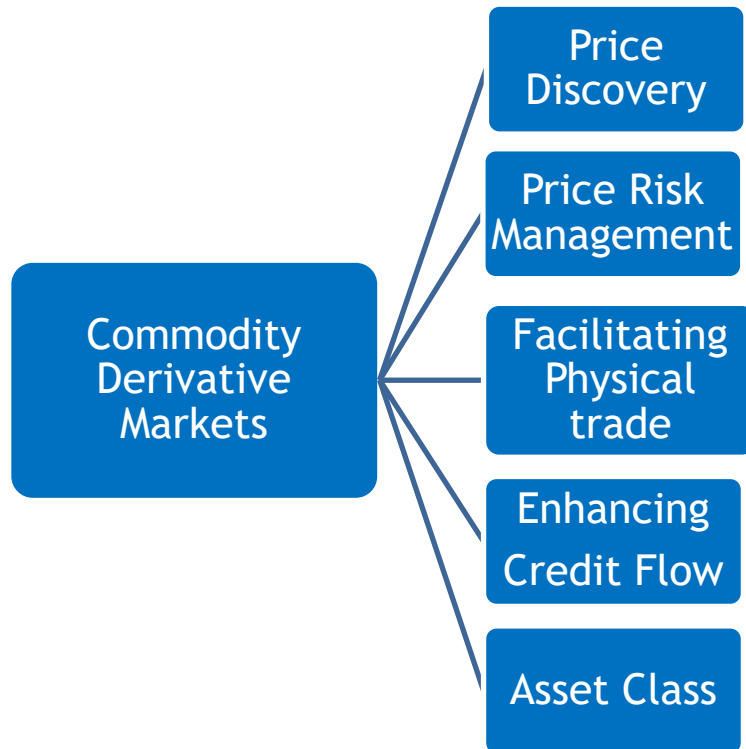 Commodity
Derivative
Markets
Price
Discovery
Price Risk
Management
Facilitating
Physical
trade
Enhancing
Credit Flow
Asset Class